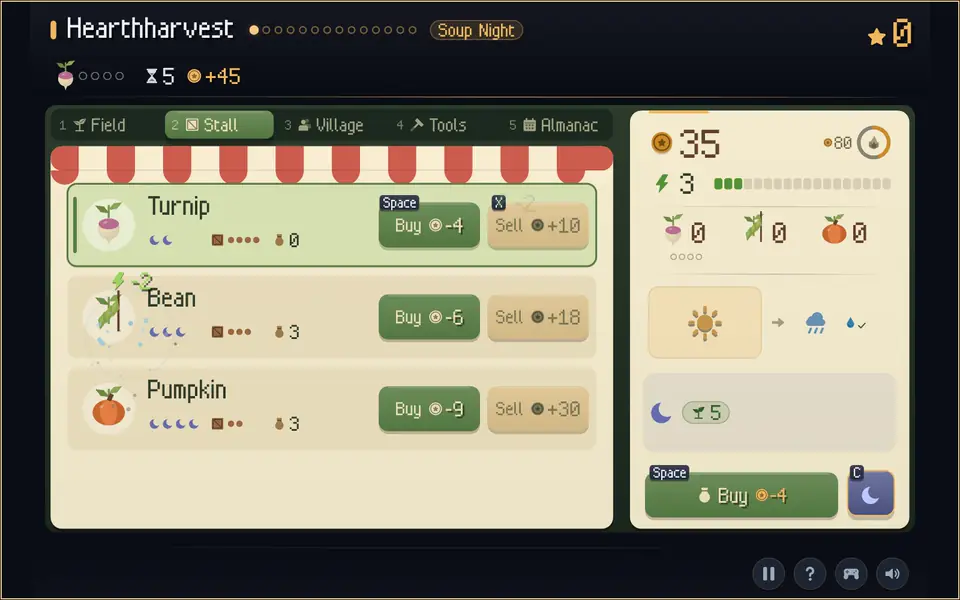 Hearthharvest
Soup Night
0
5
+45
1 Field
2 Stall
3 Village
4 Tools
5 Almanac
Turnip
0
Space
Buy -4
X
-2
Sell +10
-2
Bean
3
Buy -6
Sell +18
Pumpkin
3
Buy -9
Sell +30
35
80
3
0
0
0
5
Space
Buy -4
C
?